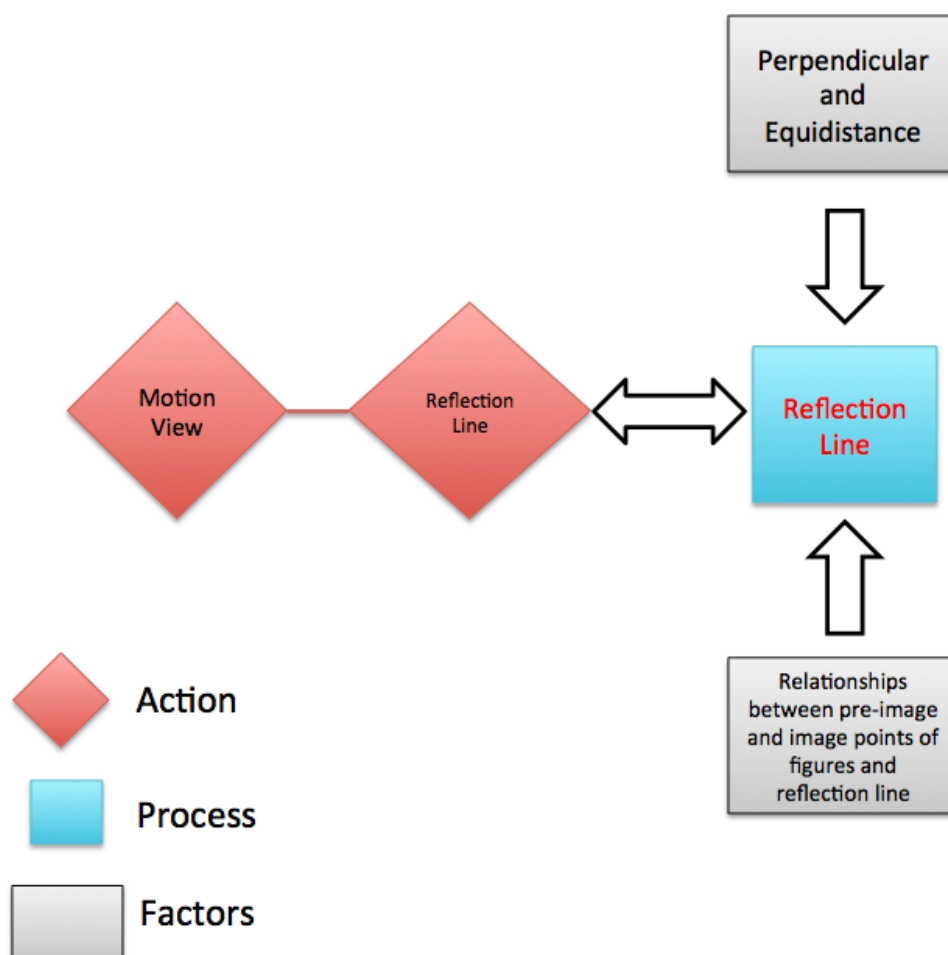 Perpendicular
and
Equidistance
Motion
View
Reflection
Line
Reflection
Line
Relationships
between pre-image
and image points of
figures and
reflection line
Action
Process
Factors